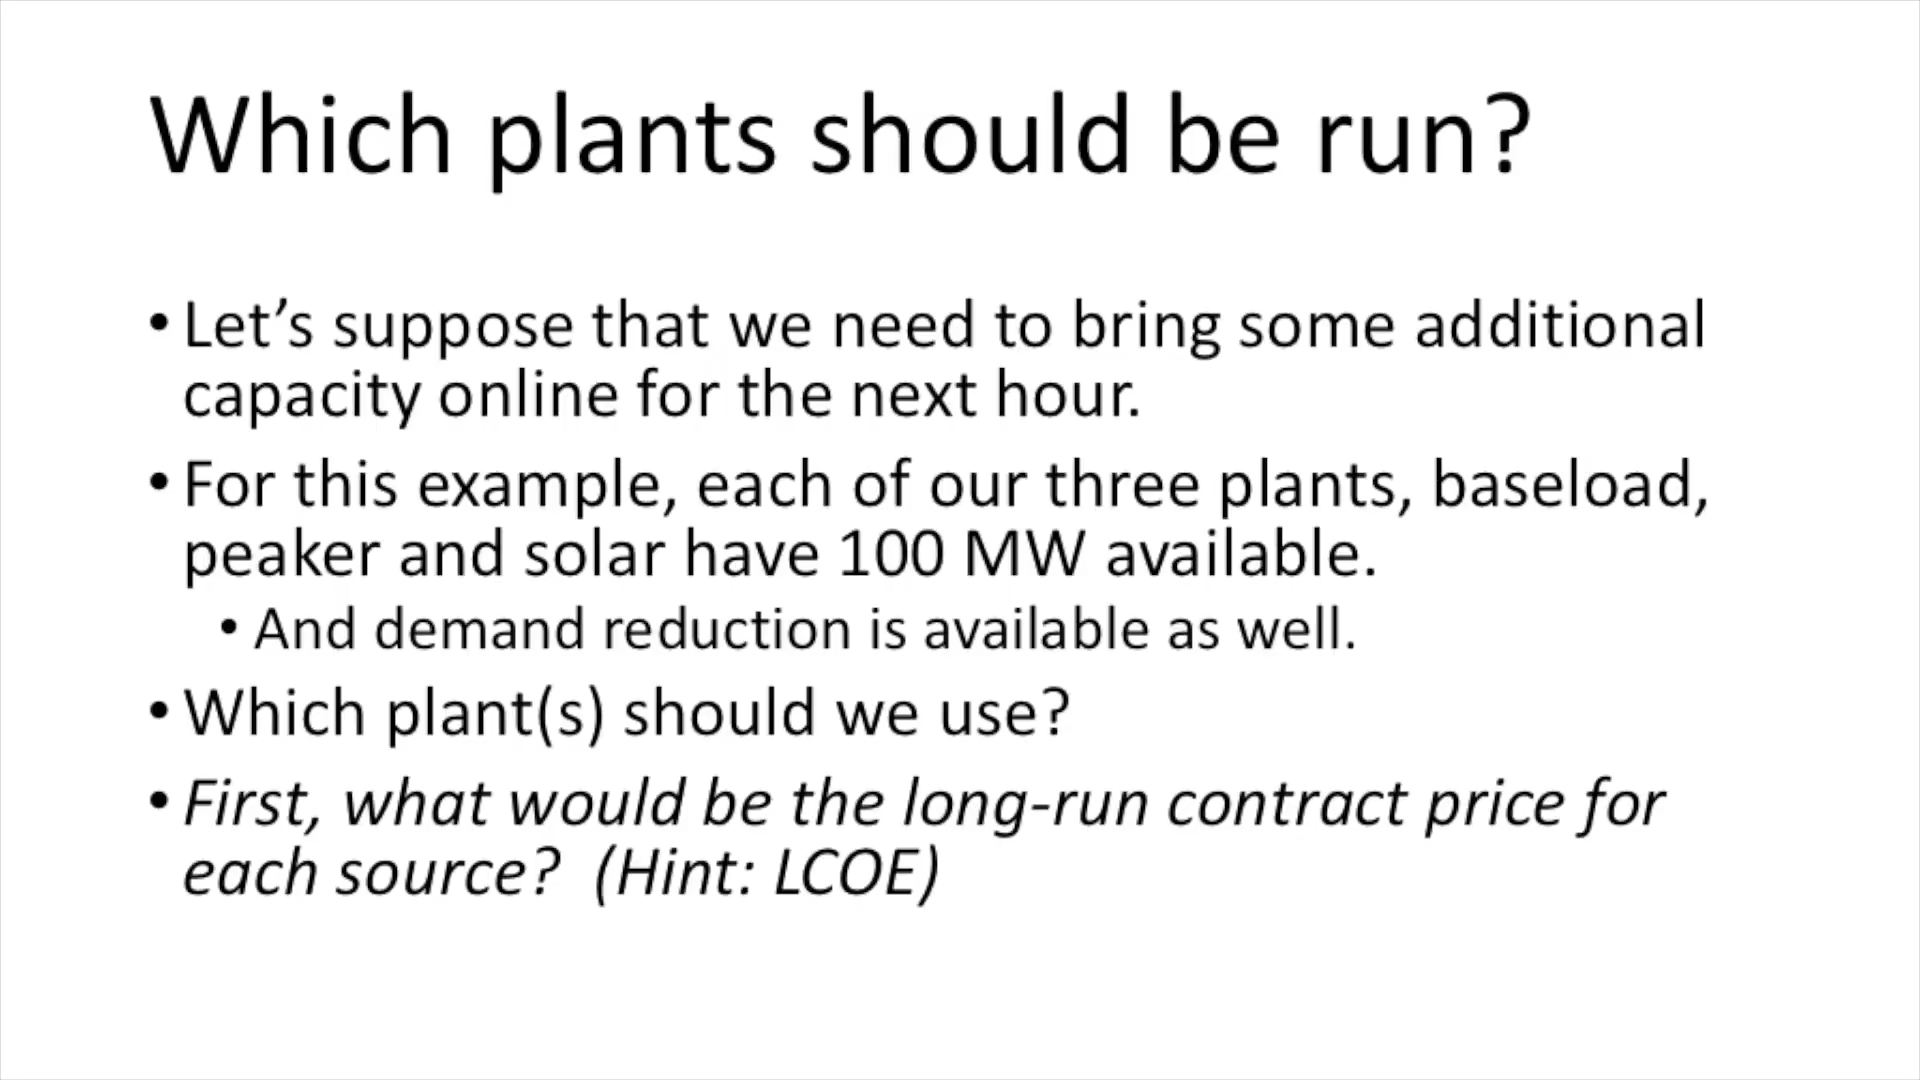 Which plants should be run?
• Let’s suppose that we need to bring some additional
capacity online for the next hour.
• For this example, each of our three plants, baseload,
peaker and solar have 100 MW available.
• And demand reduction is available as well.
• Which plant(s) should we use?
• First, what would be the long-run contract price for
each source?  (Hint: LCOE)